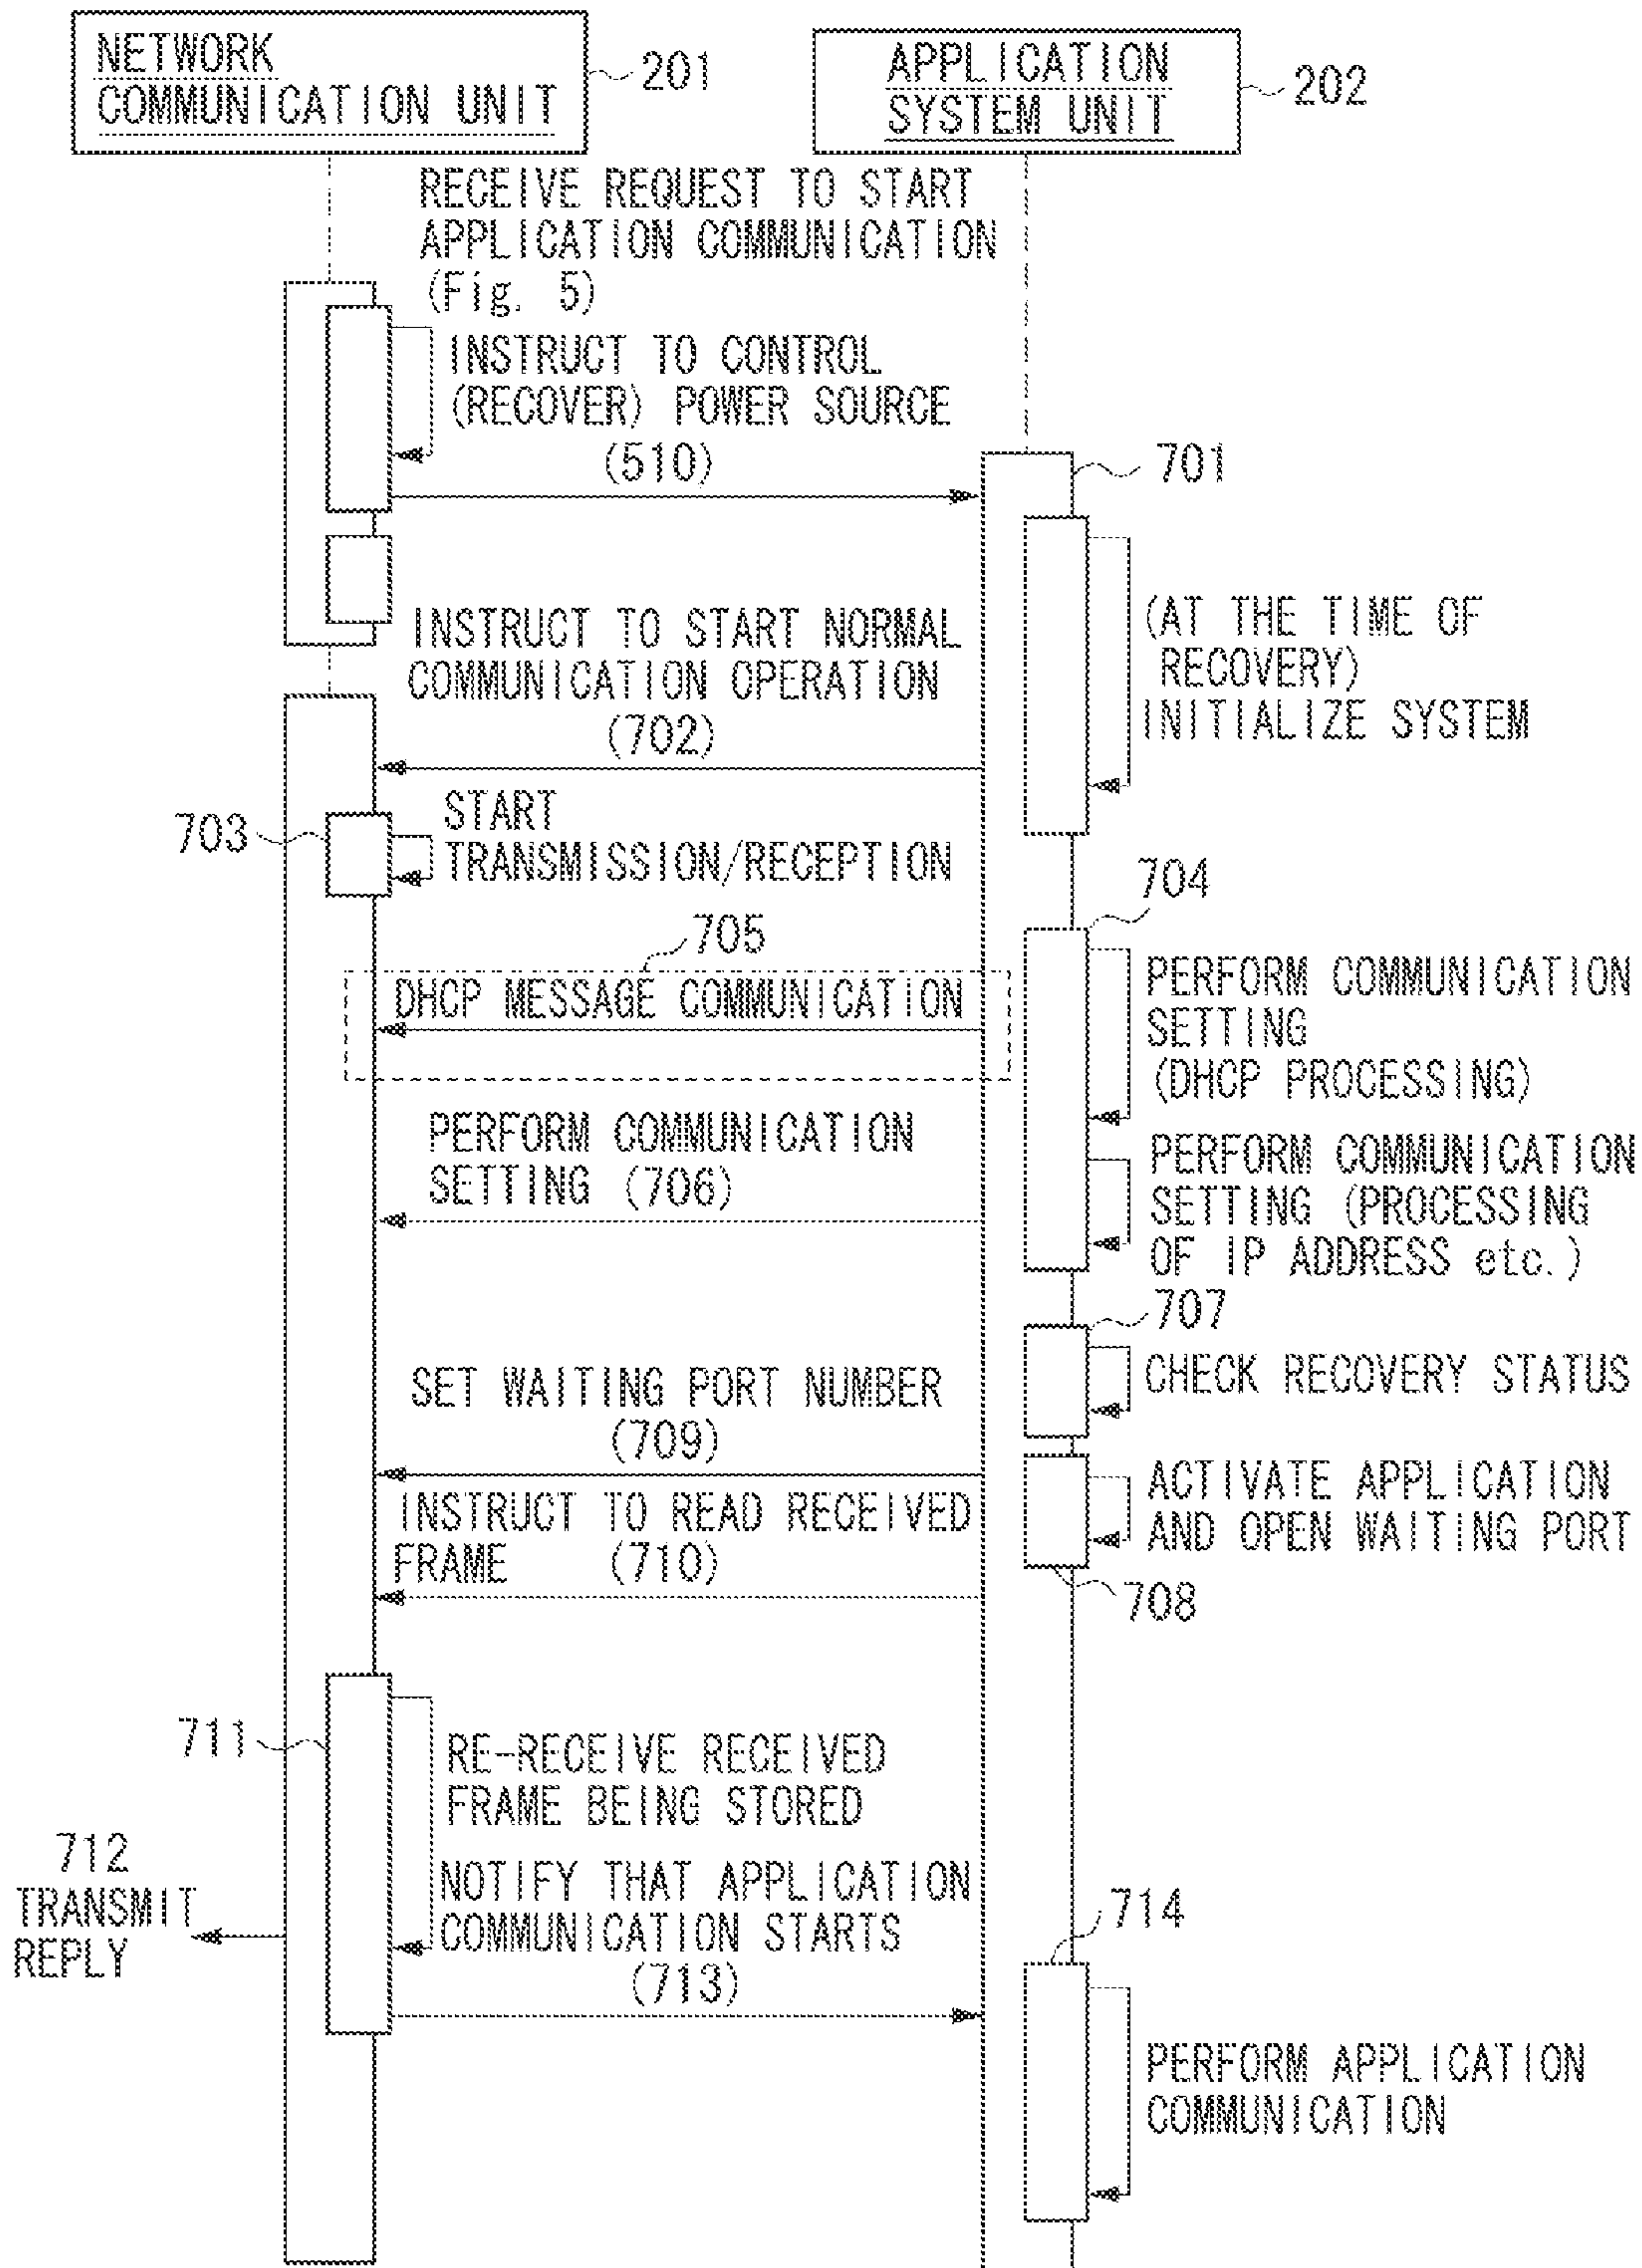 NETWORK
COMMUNICATION UNIT
201
APPLICATION
SYSTEM UNIT
202
RECEIVE REQUEST TO START
APPLICATION COMMUNICATION
(Fig. 5)
INSTRUCT TO CONTROL
(RECOVER) POWER SOURCE
(510)
701
(AT THE TIME OF
RECOVERY)
INITIALIZE SYSTEM
INSTRUCT TO START NORMAL
COMMUNICATION OPERATION
(702)
703
START
TRANSMISSION/RECEPTION
704
705
DHCP MESSAGE COMMUNICATION
PERFORM COMMUNICATION
SETTING
(DHCP PROCESSING)
PERFORM COMMUNICATION
SETTING (706)
PERFORM COMMUNICATION
SETTING (PROCESSING
OF IP ADDRESS etc.)
707
CHECK RECOVERY STATUS
SET WAITING PORT NUMBER
(709)
ACTIVATE APPLICATION
AND OPEN WAITING PORT
708
INSTRUCT TO READ RECEIVED
FRAME (710)
711
RE-RECEIVE RECEIVED
FRAME BEING STORED
712
TRANSMIT
REPLY
NOTIFY THAT APPLICATION
COMMUNICATION STARTS
(713)
714
PERFORM APPLICATION
COMMUNICATION